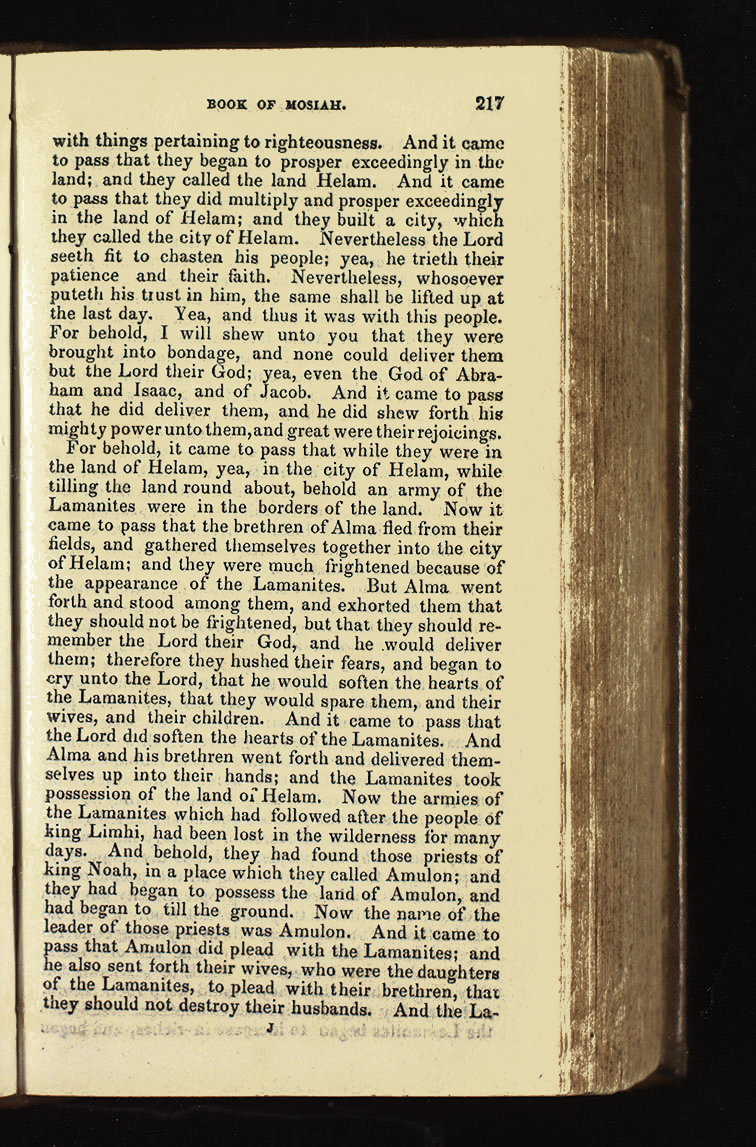 BOOK OF MOSIAH. 217
with things pertaining to righteousness. And it came
to pass that they began to prosper exceedingly in the
land; and they called the land Helam. And it came
to pass that they did multiply and prosper exceedingly
in the land of Helam; and they built a city, which
they called the city of Helam. Nevertheless the Lord
seeth fit to chasten his people; yea, he trieth their
patience and their faith. Nevertheless, whosoever
puteth his trust in him, the same shall be lifted up at
the last day. Yea, and thus it was with this people.
For behold, I will shew unto you that they were
brought into bondage, and none could deliver them
but the Lord their God; yea, even the God of Abra-
ham and Isaac, and of Jacob. And it came to pass
that he did deliver them, and he did shew forth his
mighty power unto them, and great were their rejoicings.
For behold, it came to pass that while they were in
the land of Helam, yea, in the city of Helam, while
tilling the land round about, behold an army of the
Lamanites were in the borders of the land. Now it
came to pass that the brethren of Alma fled from their
fields, and gathered themselves together into the city
of Helam; and they were much frightened because of
the appearance of the Lamanites. But Alma went
forth and stood among them, and exhorted them that
they should not be frightened, but that they should re-
member the Lord their God, and he would deliver
them; therefore they hushed their fears, and began to
cry unto the Lord, that he would soften the hearts of
the Lamanites, that they would spare them, and their
wives, and their children. And it came to pass that
the Lord did soften the hearts of the Lamanites. And
Alma and his brethren went forth and delivered them-
selves up into their hands; and the Lamanites took
possession of the land of Helam. Now the armies of
the Lamanites which had followed after the people of
king Limhi, had been lost in the wilderness for many
days. And behold, they had found those priests of
king Noah, in a place which they called Amulon; and
they had began to possess the land of Amulon, and
had began to till the ground. Now the name of the
leader of those priests was Amulon. And it came to
pass that Amulon did plead with the Lamanites; and
he also sent forth their wives, who were the daughters
of the Lamanites, to plead with their brethren, that
they should not destroy their husbands. And the La-
J